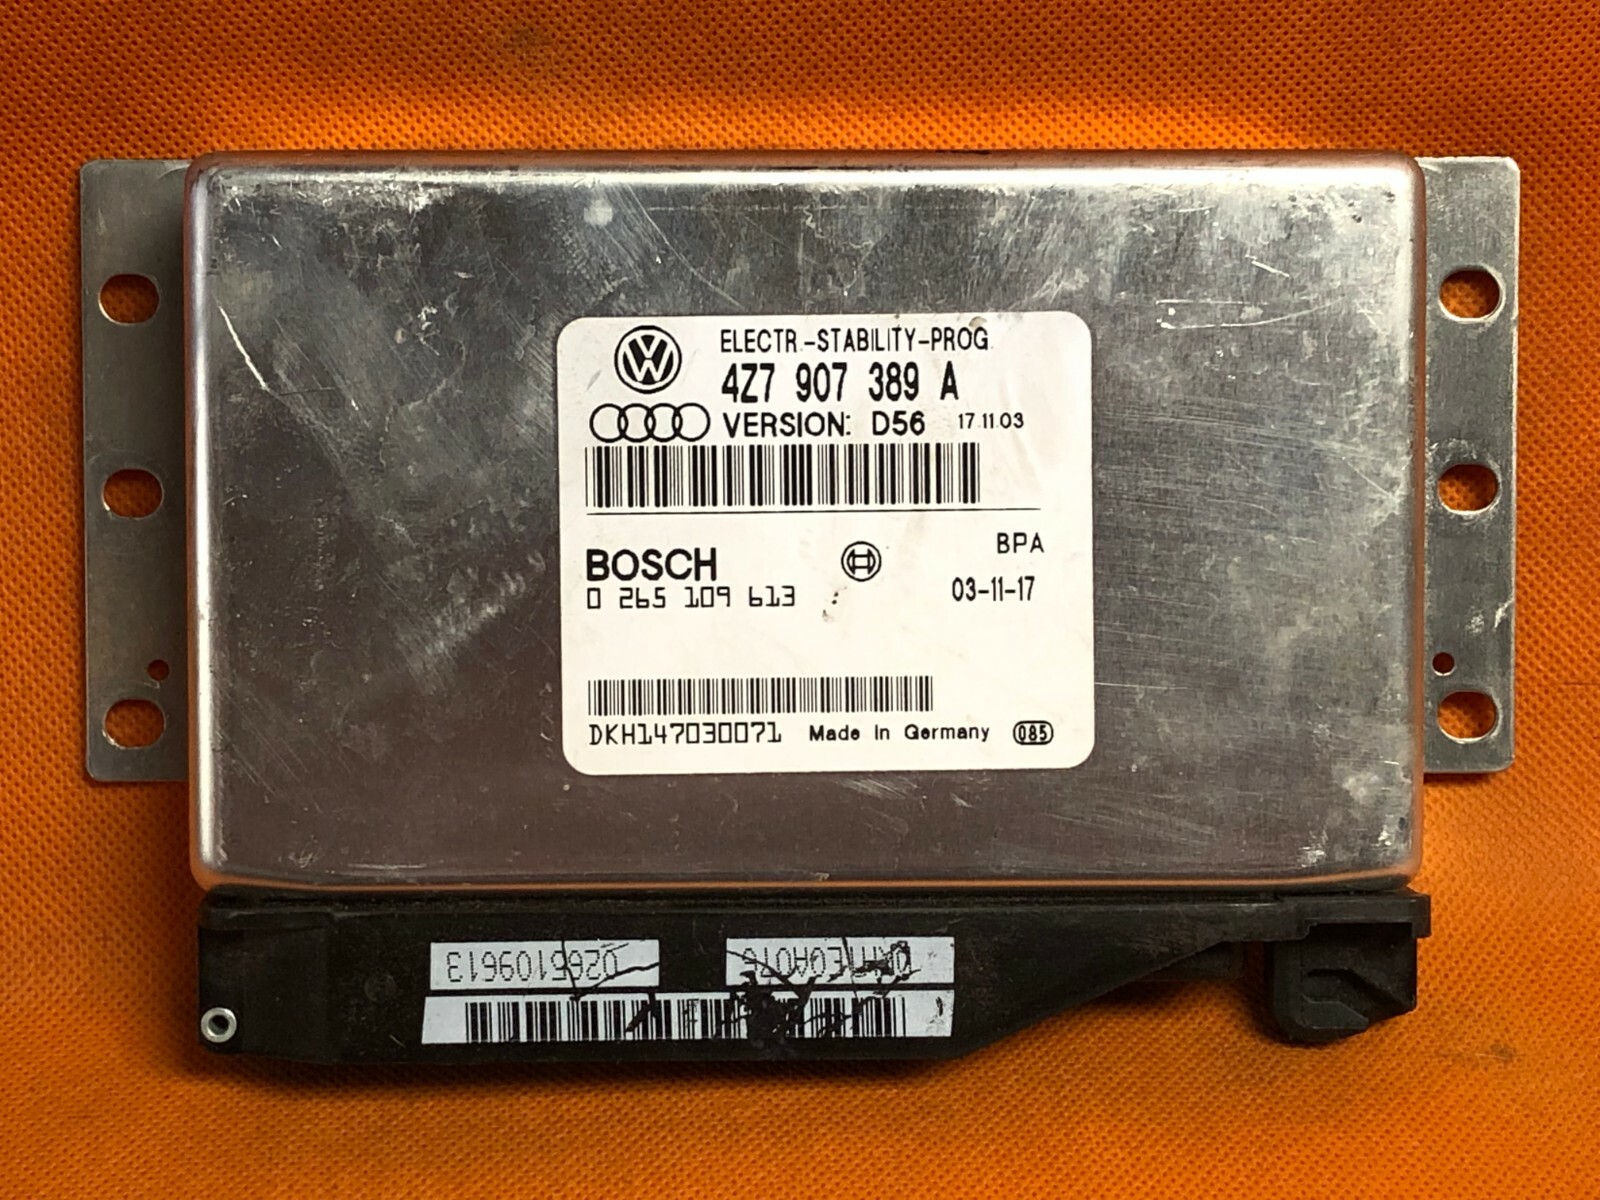 ELECTR.-STABILITY-PROG.
4Z7 907 389 A
VERSION: D56 17.11.03
BPA
BOSCH
0 265 109 613 03-11-17
DKH147030071 Made In Germany 085
0265109613